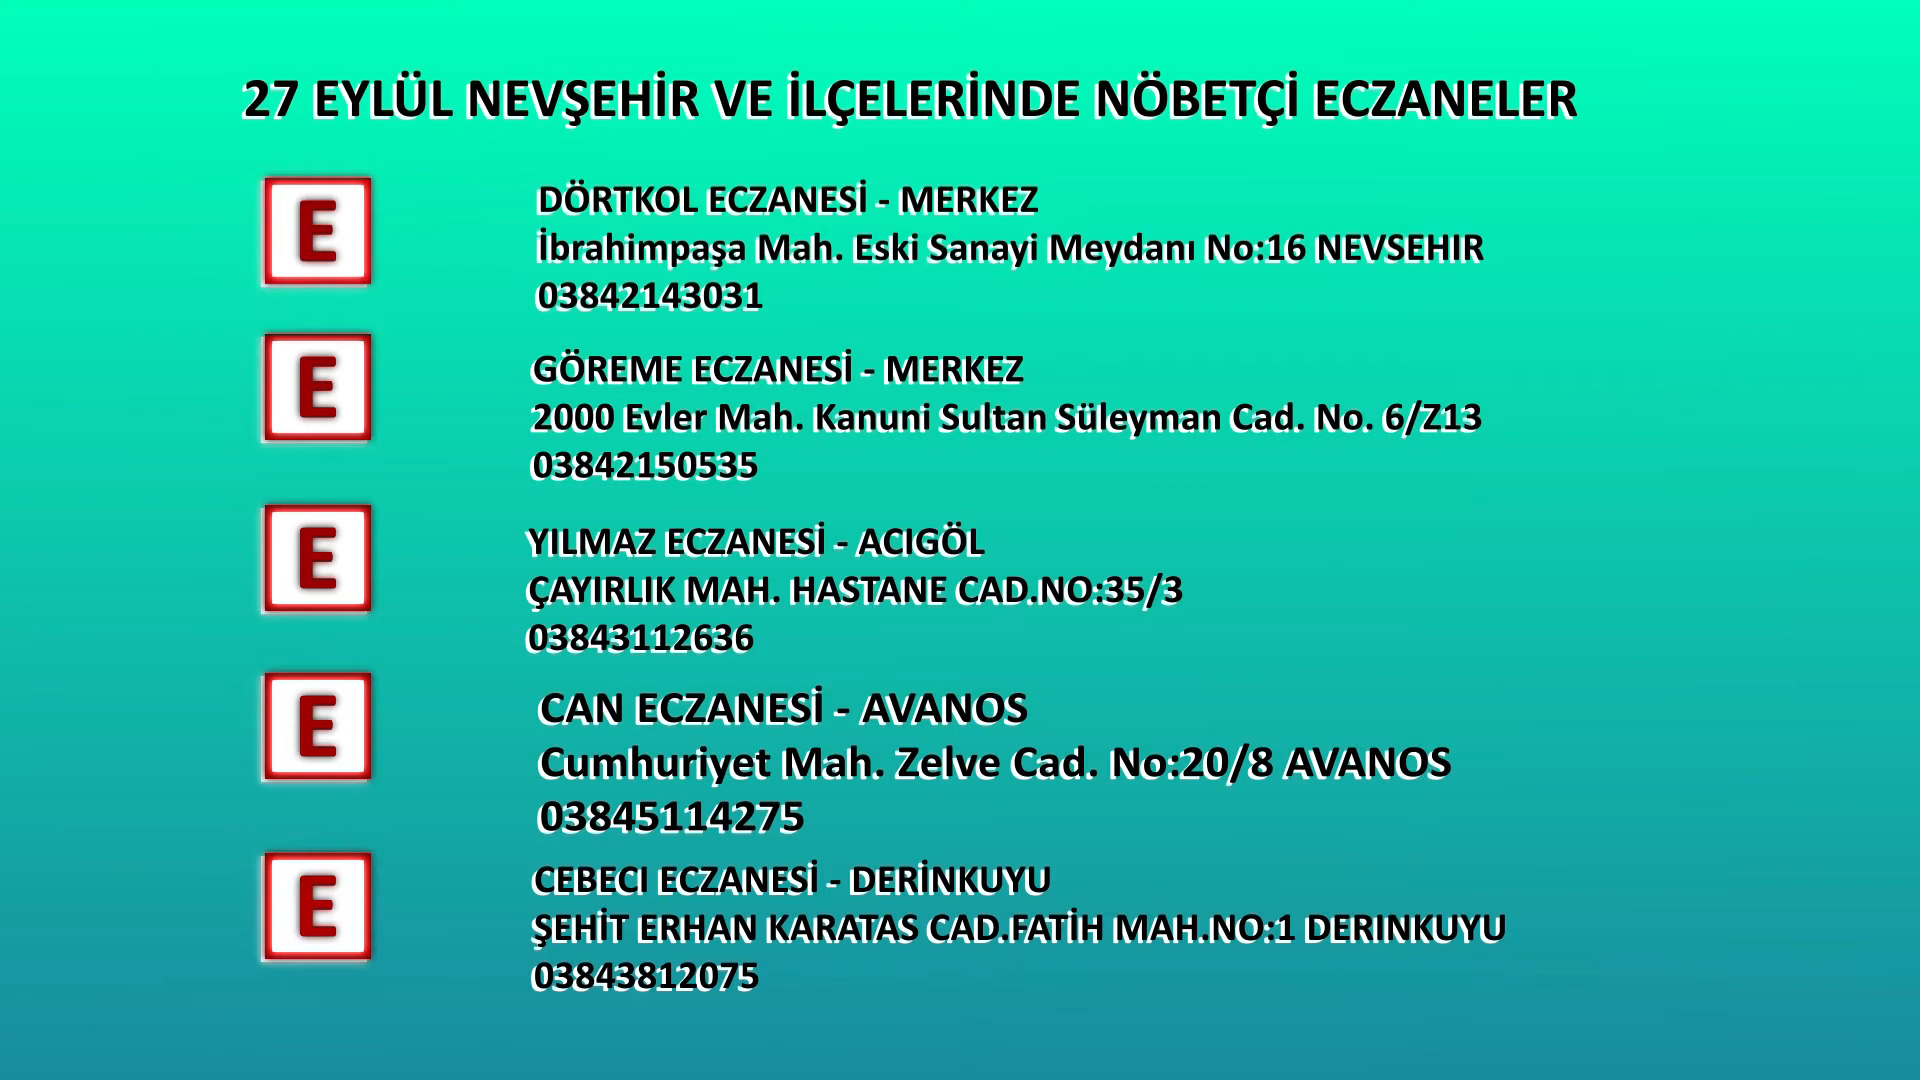 27 EYLÜL NEVŞEHİR VE İLÇELERİNDE NÖBETÇİ ECZANELER
E
DÖRTKOL ECZANESİ - MERKEZ
İbrahimpaşa Mah. Eski Sanayi Meydanı No:16 NEVSEHIR
03842143031
E
GÖREME ECZANESİ - MERKEZ
2000 Evler Mah. Kanuni Sultan Süleyman Cad. No. 6/Z13
03842150535
E
YILMAZ ECZANESİ - ACIGÖL
ÇAYIRLIK MAH. HASTANE CAD.NO:35/3
03843112636
E
CAN ECZANESİ - AVANOS
Cumhuriyet Mah. Zelve Cad. No:20/8 AVANOS
03845114275
E
CEBECI ECZANESİ - DERİNKUYU
ŞEHİT ERHAN KARATAS CAD.FATİH MAH.NO:1 DERINKUYU
03843812075